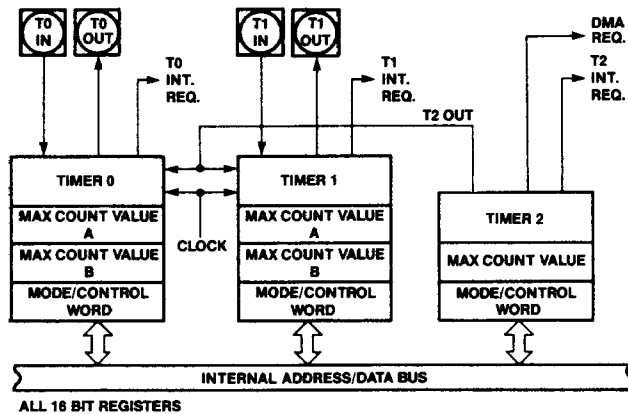 T0
IN
T0
OUT
T1
IN
T1
OUT
DMA
REQ.
T0
INT.
REQ.
T1
INT.
REQ.
T2
INT.
REQ.
T2 OUT
TIMER 0
MAX COUNT VALUE
A
MAX COUNT VALUE
B
MODE/CONTROL
WORD
CLOCK
TIMER 1
MAX COUNT VALUE
A
MAX COUNT VALUE
B
MODE/CONTROL
WORD
TIMER 2
MAX COUNT VALUE
MODE/CONTROL
WORD
INTERNAL ADDRESS/DATA BUS
ALL 16 BIT REGISTERS